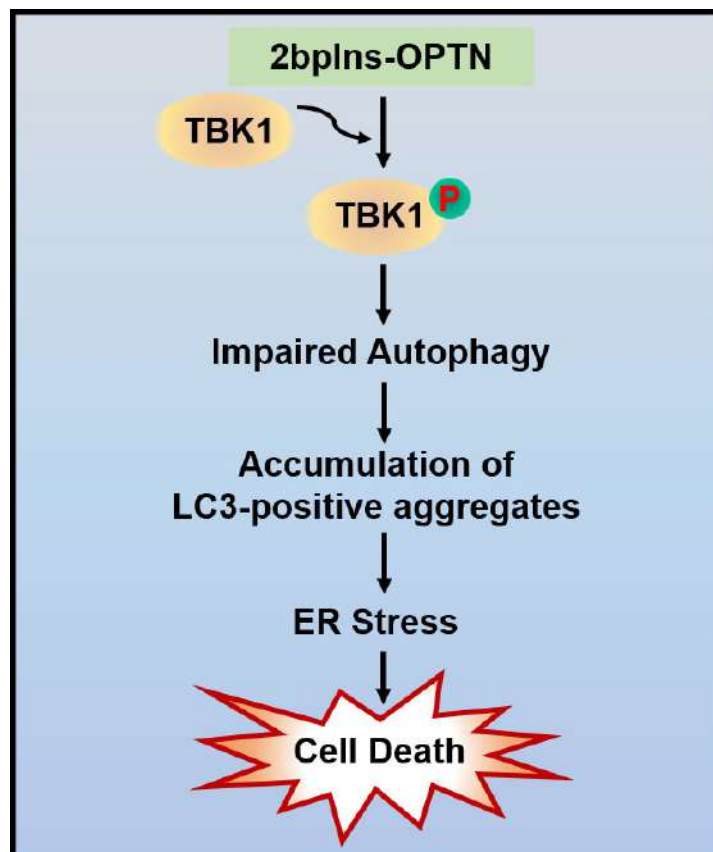 2bpIns-OPTN
TBK1
TBK1
P
Impaired Autophagy
Accumulation of
LC3-positive aggregates
ER Stress
Cell Death